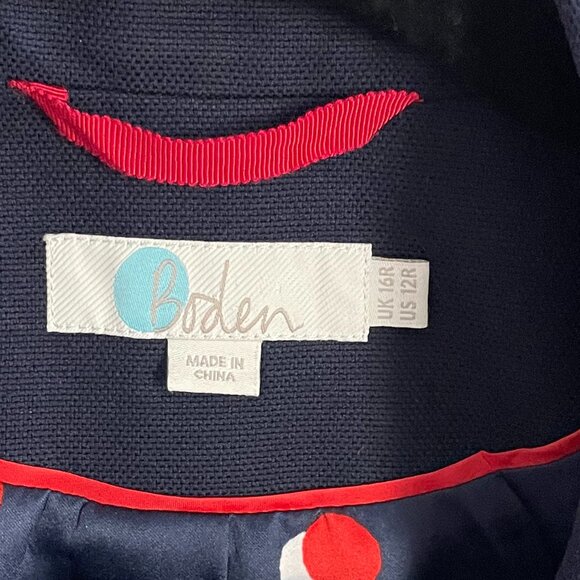 Boden
UK 16R
US 12R
MADE IN
CHINA